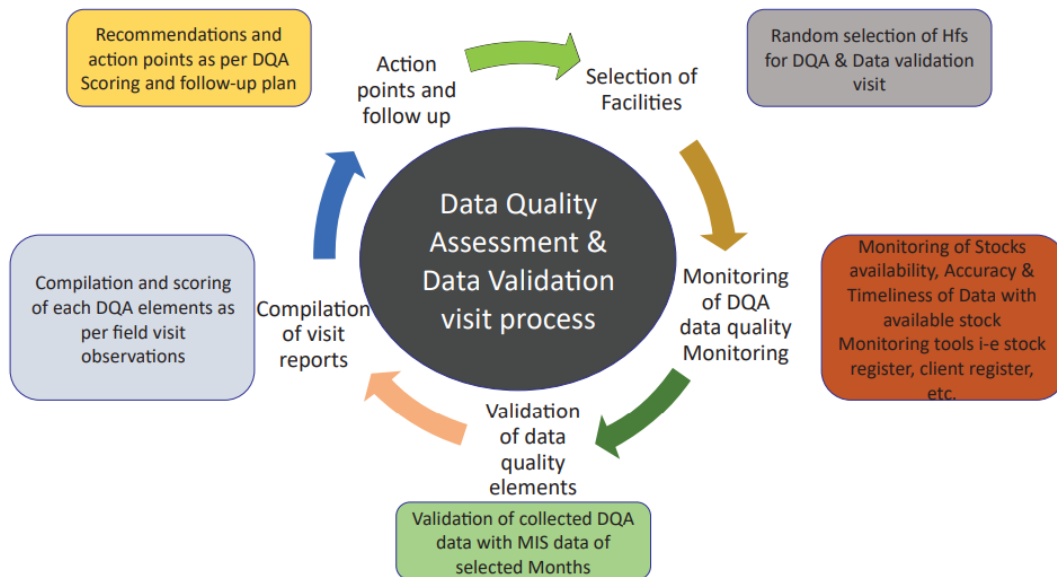 Recommendations and
action points as per DQA
Scoring and follow-up plan
Action
points and
follow up
Selection of
Facilities
Random selection of Hfs
for DQA & Data validation
visit
Data Quality
Assessment &
Data Validation
visit process
Monitoring
of DQA
data quality
Monitoring
Monitoring of Stocks
availability, Accuracy &
Timeliness of Data with
available stock
Monitoring tools i-e stock
register, client register,
etc.
Validation
of data
quality
elements
Validation of collected DQA
data with MIS data of
selected Months
Compilation
of visit
reports
Compilation and scoring
of each DQA elements as
per field visit
observations